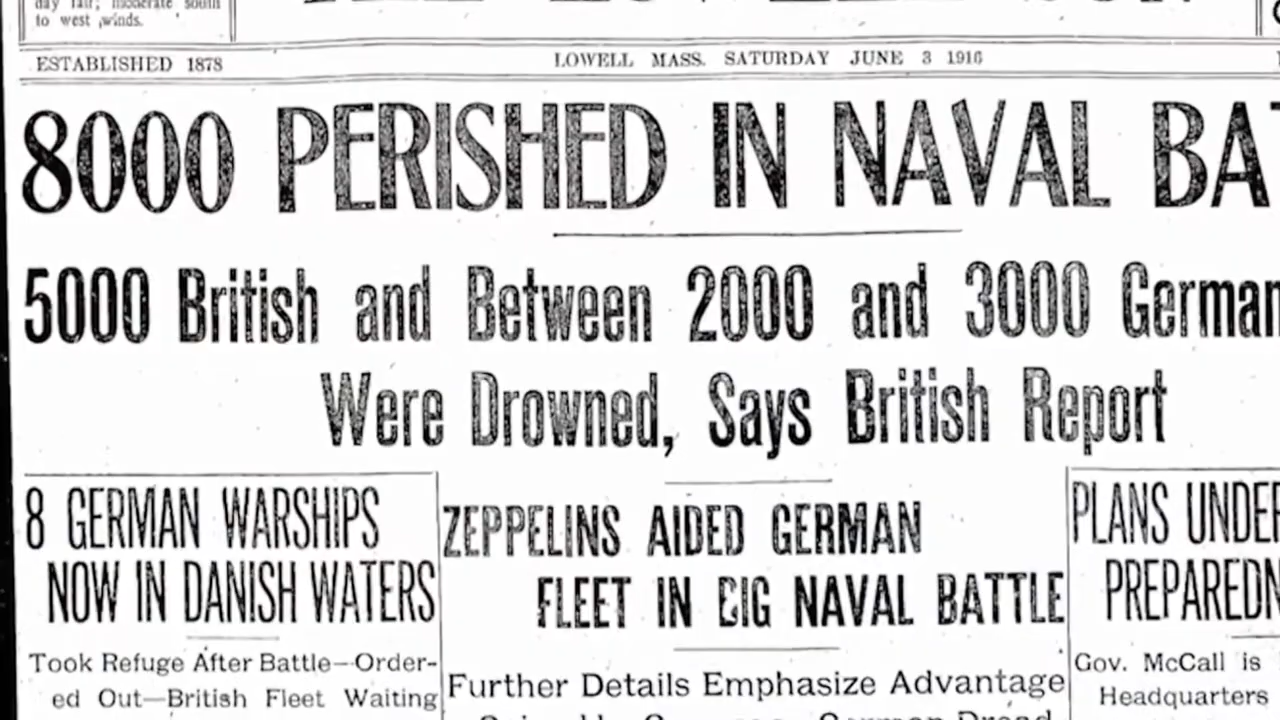 day fair; moderate south
to west winds.
ESTABLISHED 1878
LOWELL MASS. SATURDAY JUNE 3 1916
8000 PERISHED IN NAVAL
5000 British and Between 2000 and 3000 German
Were Drowned, Says British Report
8 GERMAN WARSHIPS
NOW IN DANISH WATERS
Took Refuge After Battle—Order-
ed Out—British Fleet Waiting
ZEPPELINS AIDED GERMAN
FLEET IN BIG NAVAL BATTLE
Further Details Emphasize Advantage
PLANS UNDER
PREPAREDN
Gov. McCall is
Headquarters